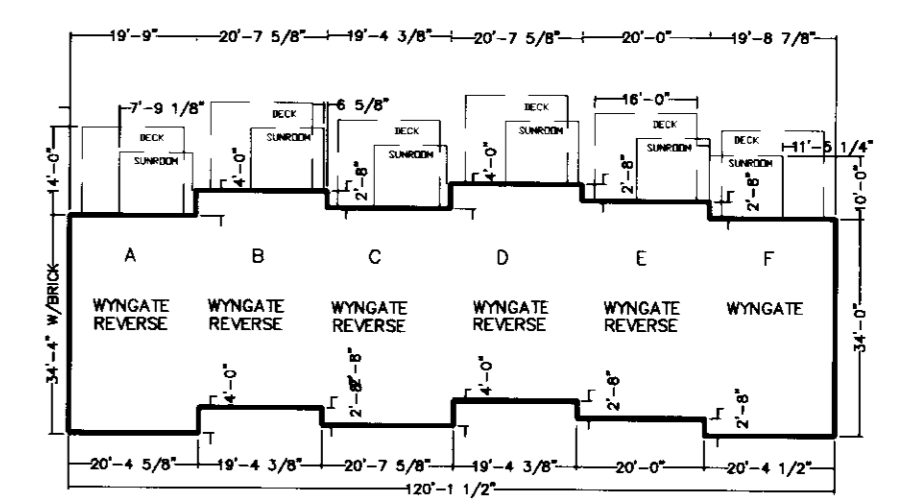 19'-9" 20'-7 5/8" 19'-4 3/8" 20'-7 5/8" 20'-0" 19'-8 7/8"
7'-9 1/8" 6 5/8" 16'-0"
DECK DECK DECK DECK DECK DECK
SUNROOM SUNROOM SUNROOM SUNROOM SUNROOM SUNROOM
11'-5 1/4"
14'-0" 4'-0" 2'-8" 4'-0" 2'-8" 2'-8" 10'-0"
A B C D E F
WYNGATE REVERSE
WYNGATE REVERSE
WYNGATE REVERSE
WYNGATE REVERSE
WYNGATE REVERSE
WYNGATE
34'-4" W/BRICK
34'-0"
4'-0" 2'-8" 2'-8" 4'-0" 2'-8" 2'-8"
20'-4 5/8" 19'-4 3/8" 20'-7 5/8" 19'-4 3/8" 20'-0" 20'-4 1/2"
120'-1 1/2"